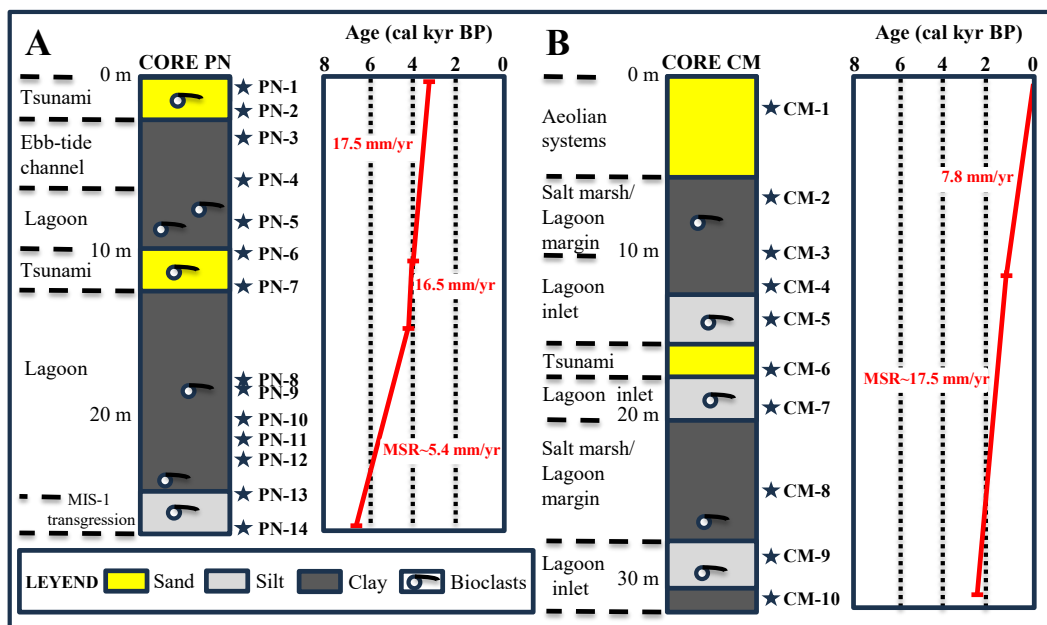 A
Age (cal kyr BP)
CORE PN
8 6 4 2 0
0 m
Tsunami
PN-1
PN-2
Ebb-tide
channel
PN-3
17.5 mm/yr
PN-4
Lagoon
PN-5
10 m
PN-6
Tsunami
PN-7
16.5 mm/yr
Lagoon
PN-8
PN-9
20 m
PN-10
PN-11
MSR~5.4 mm/yr
PN-12
MIS-1
transgression
PN-13
PN-14
B
Age (cal kyr BP)
CORE CM
8 6 4 2 0
0 m
Aeolian
systems
CM-1
7.8 mm/yr
Salt marsh/
Lagoon
margin
CM-2
10 m
CM-3
Lagoon
inlet
CM-4
CM-5
Tsunami
CM-6
MSR~17.5 mm/yr
Lagoon inlet
CM-7
20 m
Salt marsh/
Lagoon
margin
CM-8
Lagoon
inlet
CM-9
30 m
CM-10
LEYEND Sand Silt Clay Bioclasts